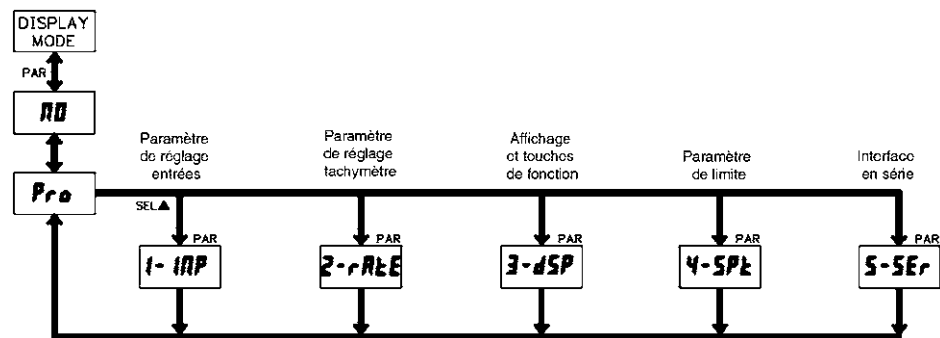 DISPLAY
MODE
PAR
NO
Pro
SEL▲
Paramètre
de réglage
entrées
PAR
1-INP
Paramètre
de réglage
tachymètre
PAR
2-rAtE
Affichage
et touches
de fonction
PAR
3-dSP
Paramètre
de limite
PAR
4-SPt
Interface
en série
PAR
5-SEr